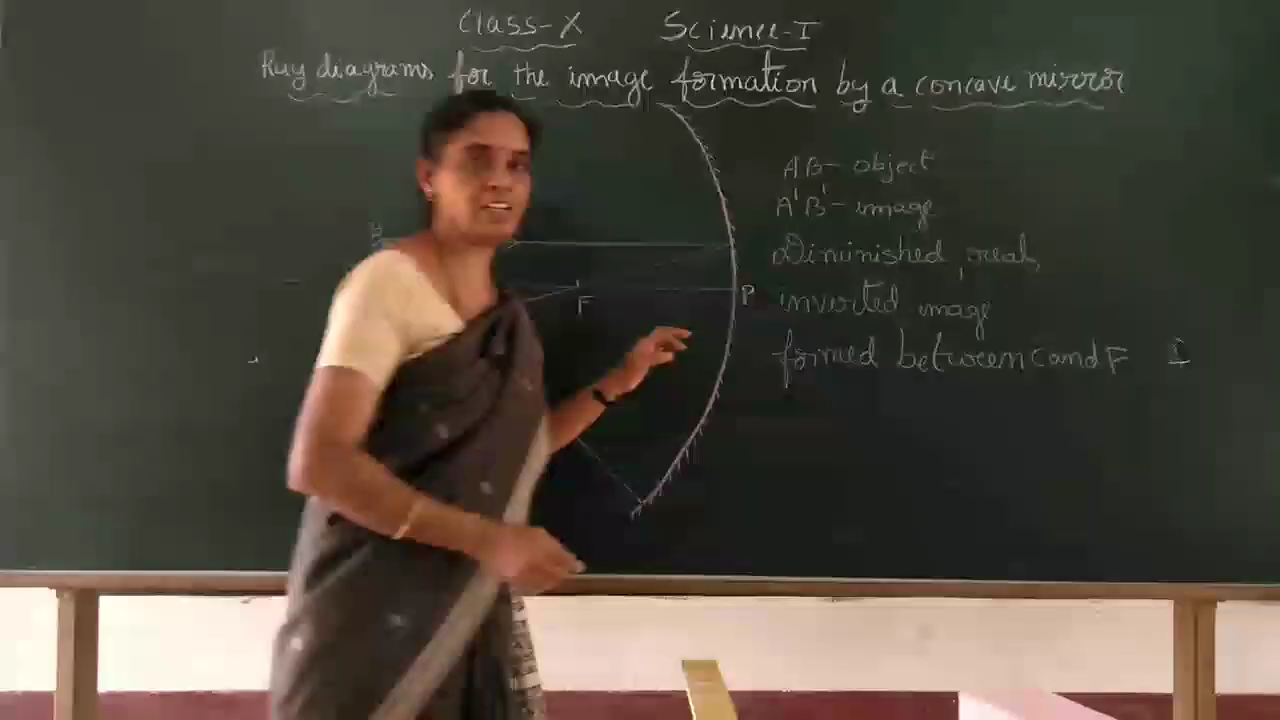 Class-X Science-I
Ray diagrams for the image formation by a concave mirror
AB - object
A'B' - image
Diminished, real,
P
inverted image
F
formed between C and F